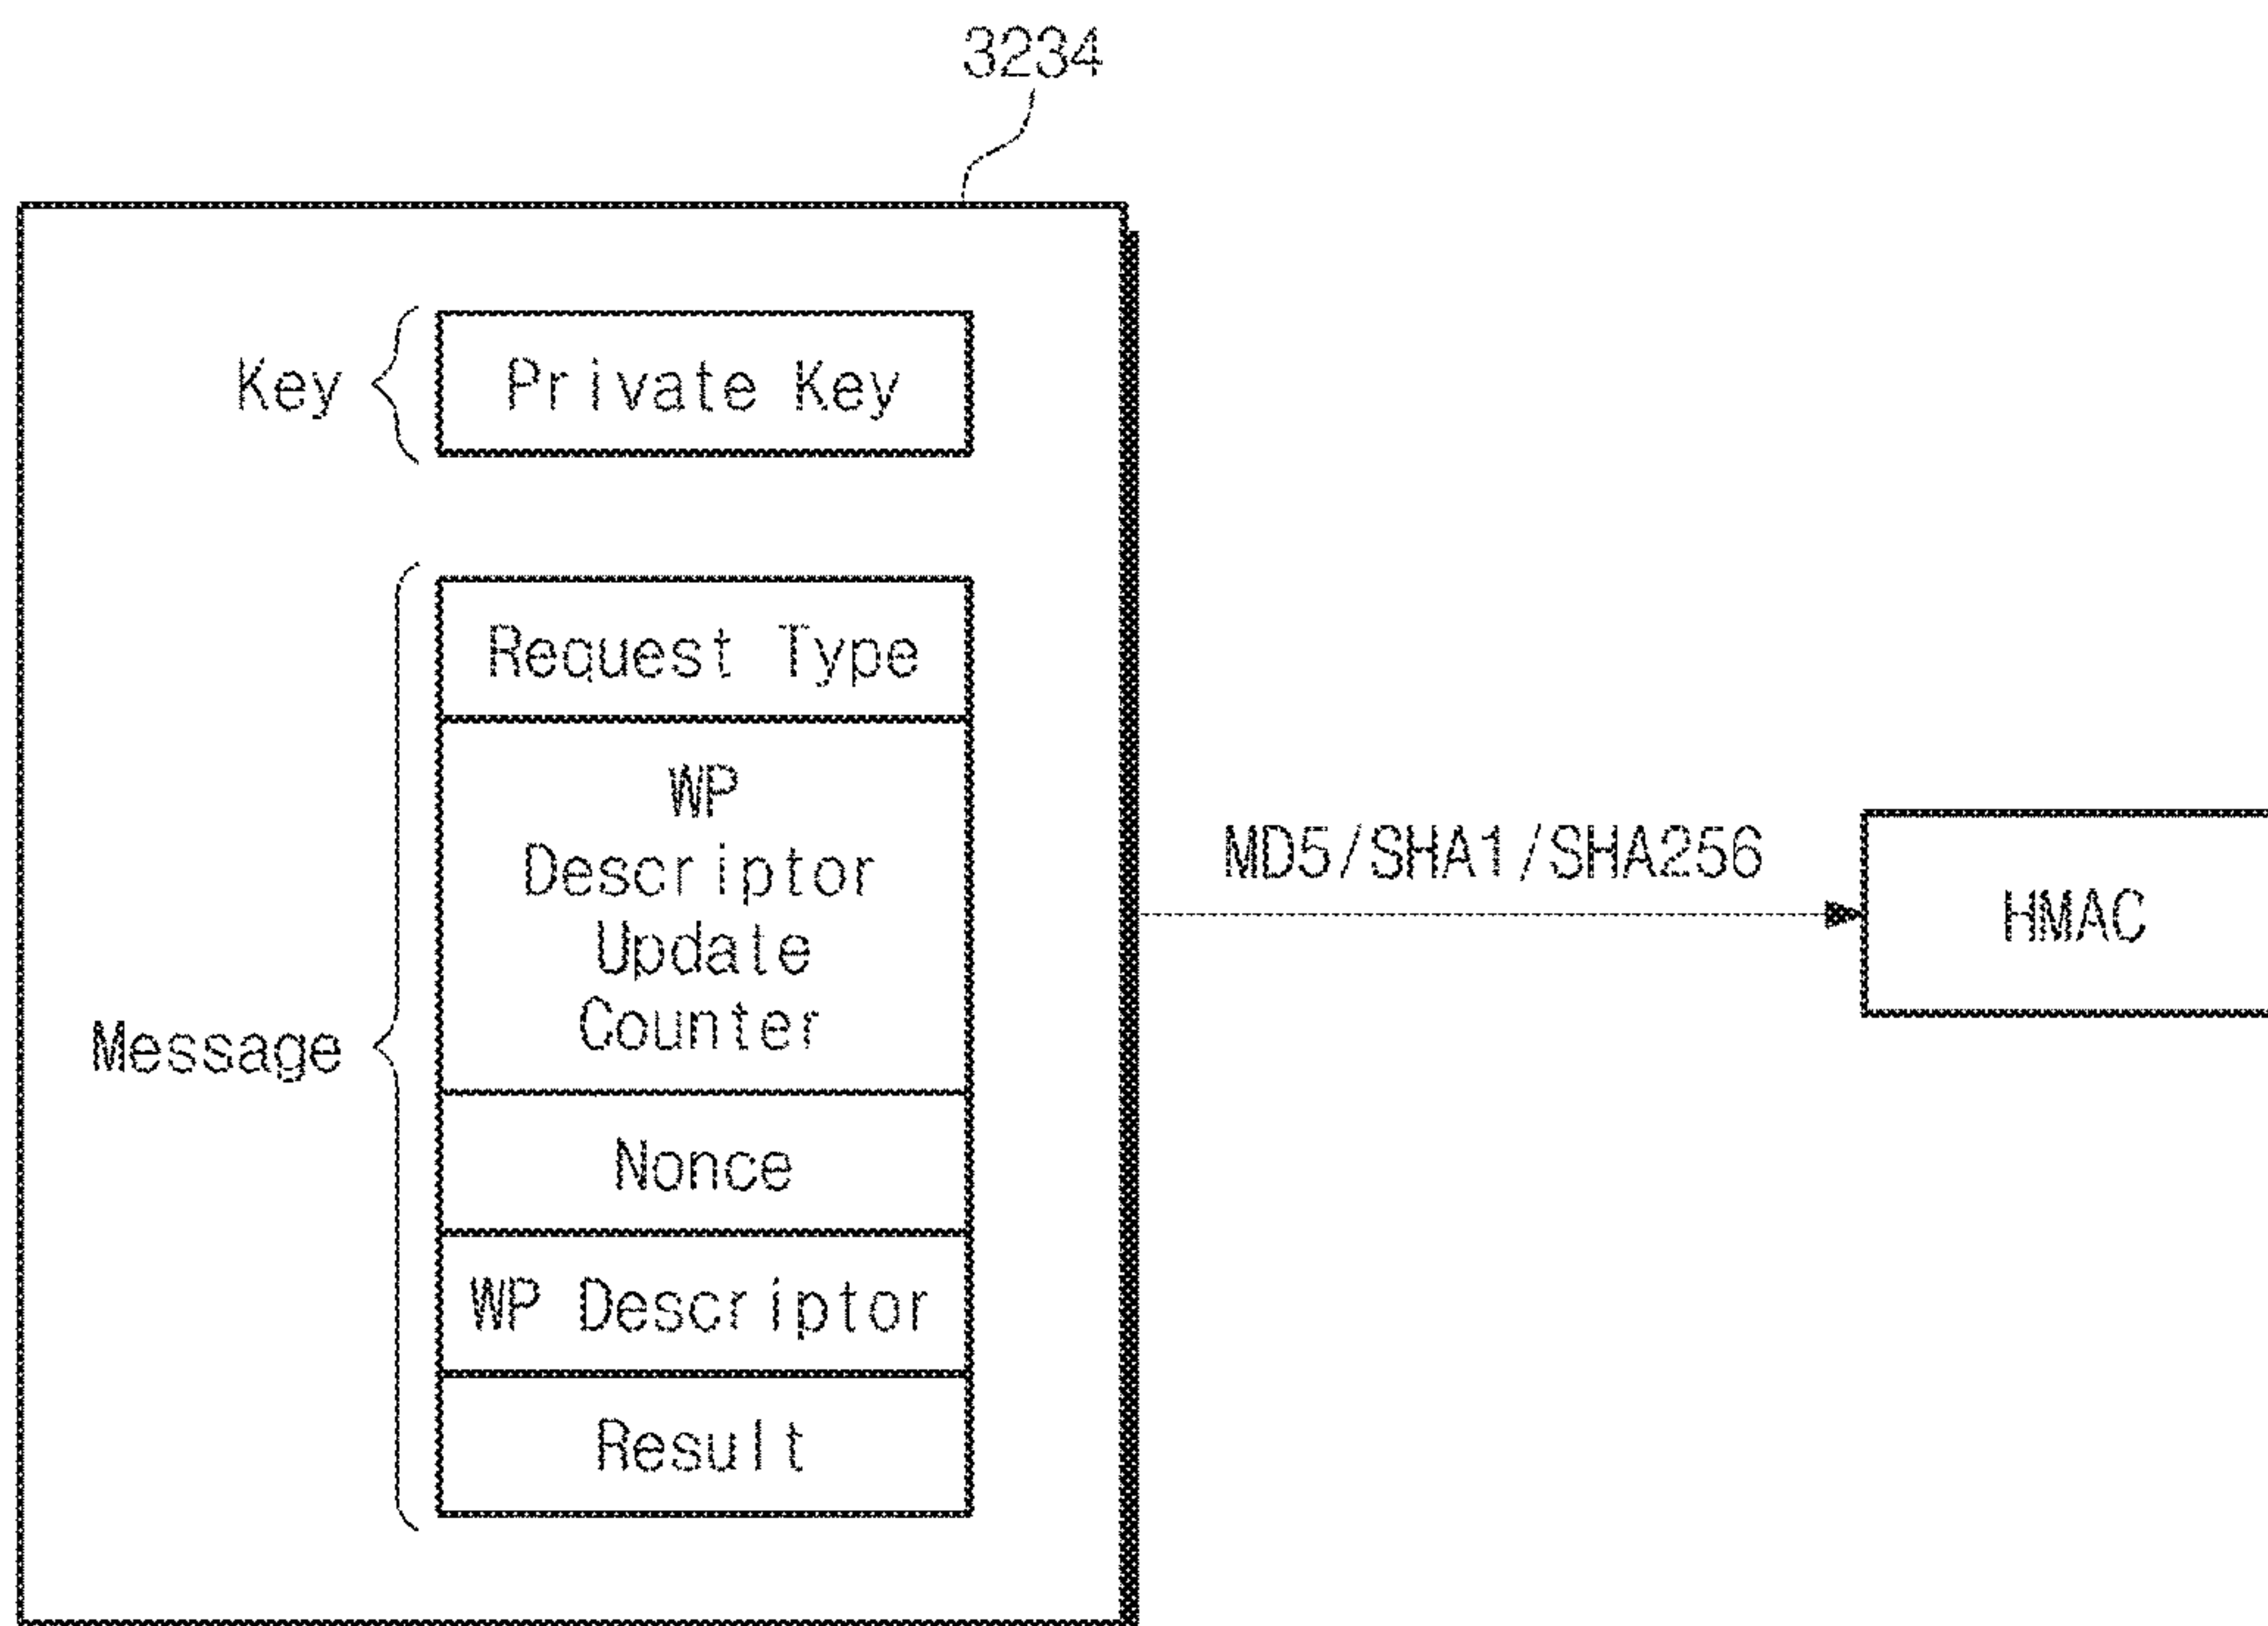 3234
Key
Private Key
Message
Request Type
WP
Descriptor
Update
Counter
Nonce
WP Descriptor
Result
MD5/SHA1/SHA256
HMAC